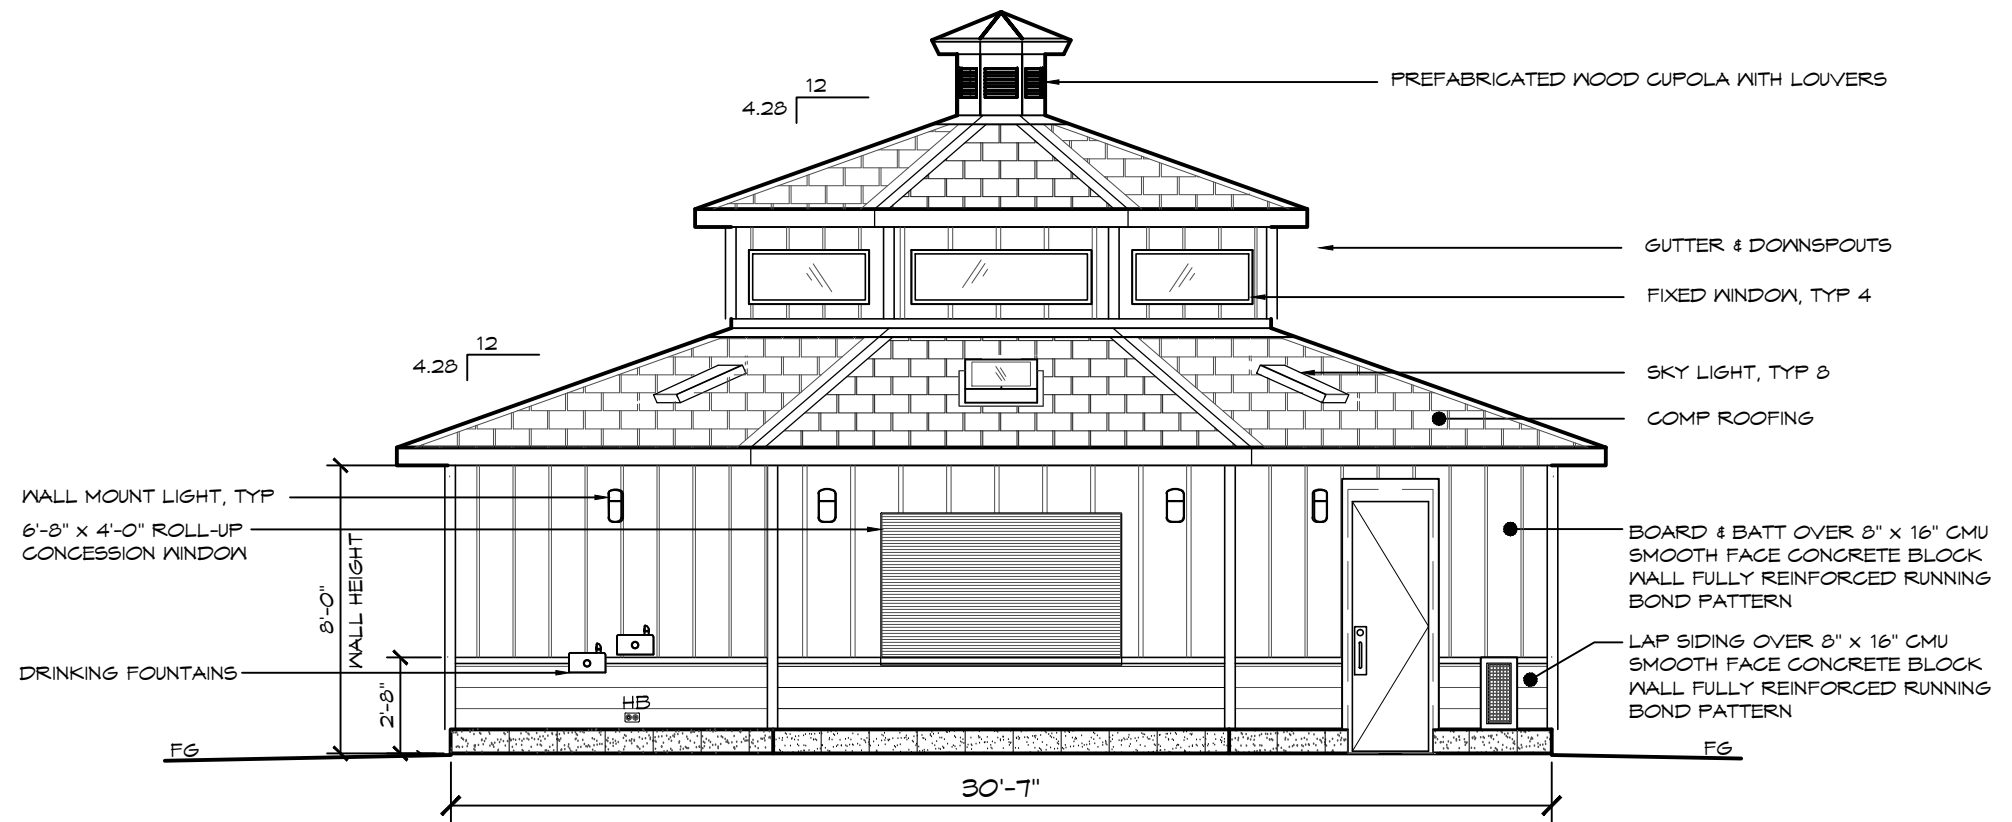 PREFABRICATED WOOD CUPOLA WITH LOUVERS
12
4.28
GUTTER & DOWNSPOUTS
FIXED WINDOW, TYP 4
12
4.28
SKY LIGHT, TYP 8
COMP ROOFING
WALL MOUNT LIGHT, TYP
6'-8" x 4'-0" ROLL-UP
CONCESSION WINDOW
8'-0"
WALL HEIGHT
BOARD & BATT OVER 8" x 16" CMU
SMOOTH FACE CONCRETE BLOCK
WALL FULLY REINFORCED RUNNING
BOND PATTERN
LAP SIDING OVER 8" x 16" CMU
SMOOTH FACE CONCRETE BLOCK
WALL FULLY REINFORCED RUNNING
BOND PATTERN
DRINKING FOUNTAINS
2'-8"
HB
FG
FG
30'-7"